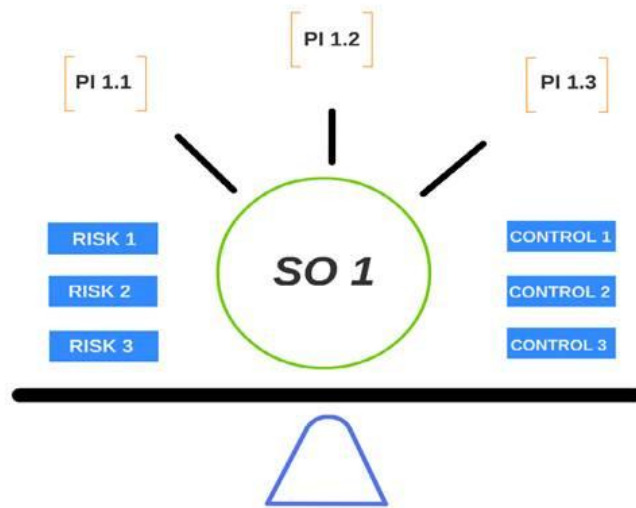 PI 1.1
PI 1.2
PI 1.3
RISK 1
RISK 2
RISK 3
SO 1
CONTROL 1
CONTROL 2
CONTROL 3